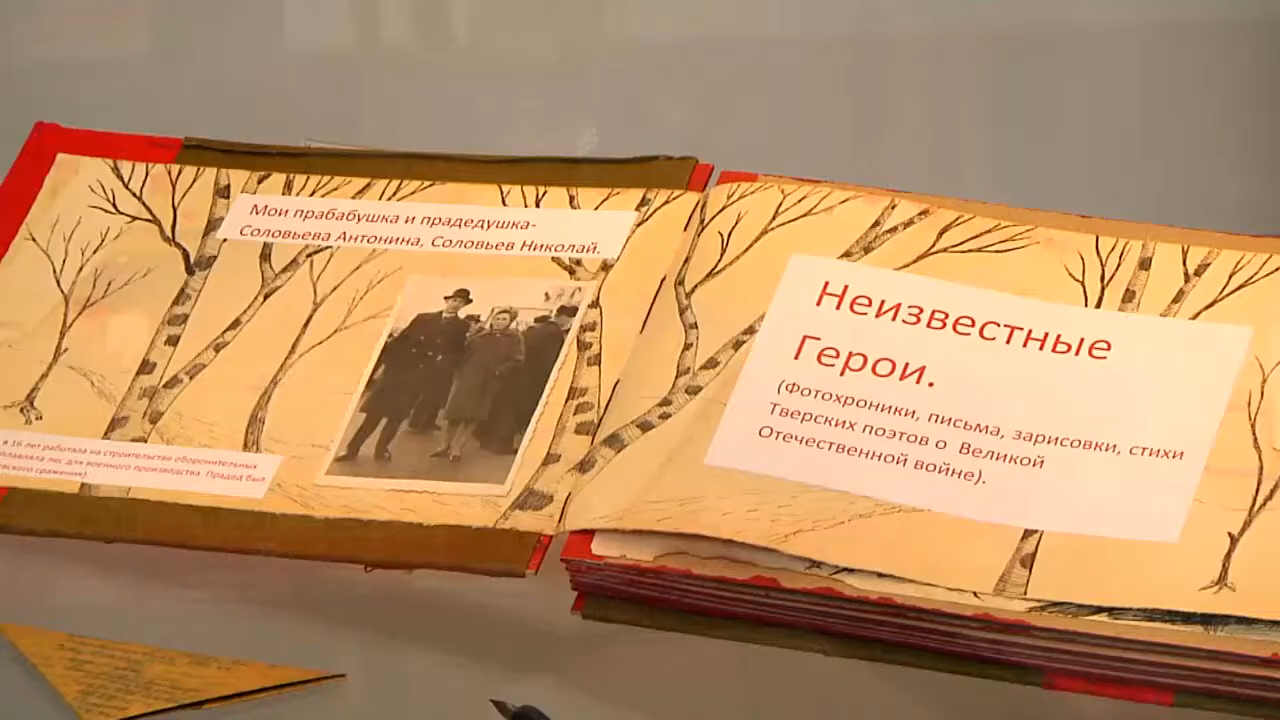 Мои прабабушка и прадедушка-
Соловьева Антонина, Соловьев Николай.
в 16 лет работала на строительстве оборонительных
лес для военного производства. Прадед был
сражения).
Неизвестные
Герои.
(Фотохроники, письма, зарисовки, стихи
Тверских поэтов о Великой
Отечественной войне).